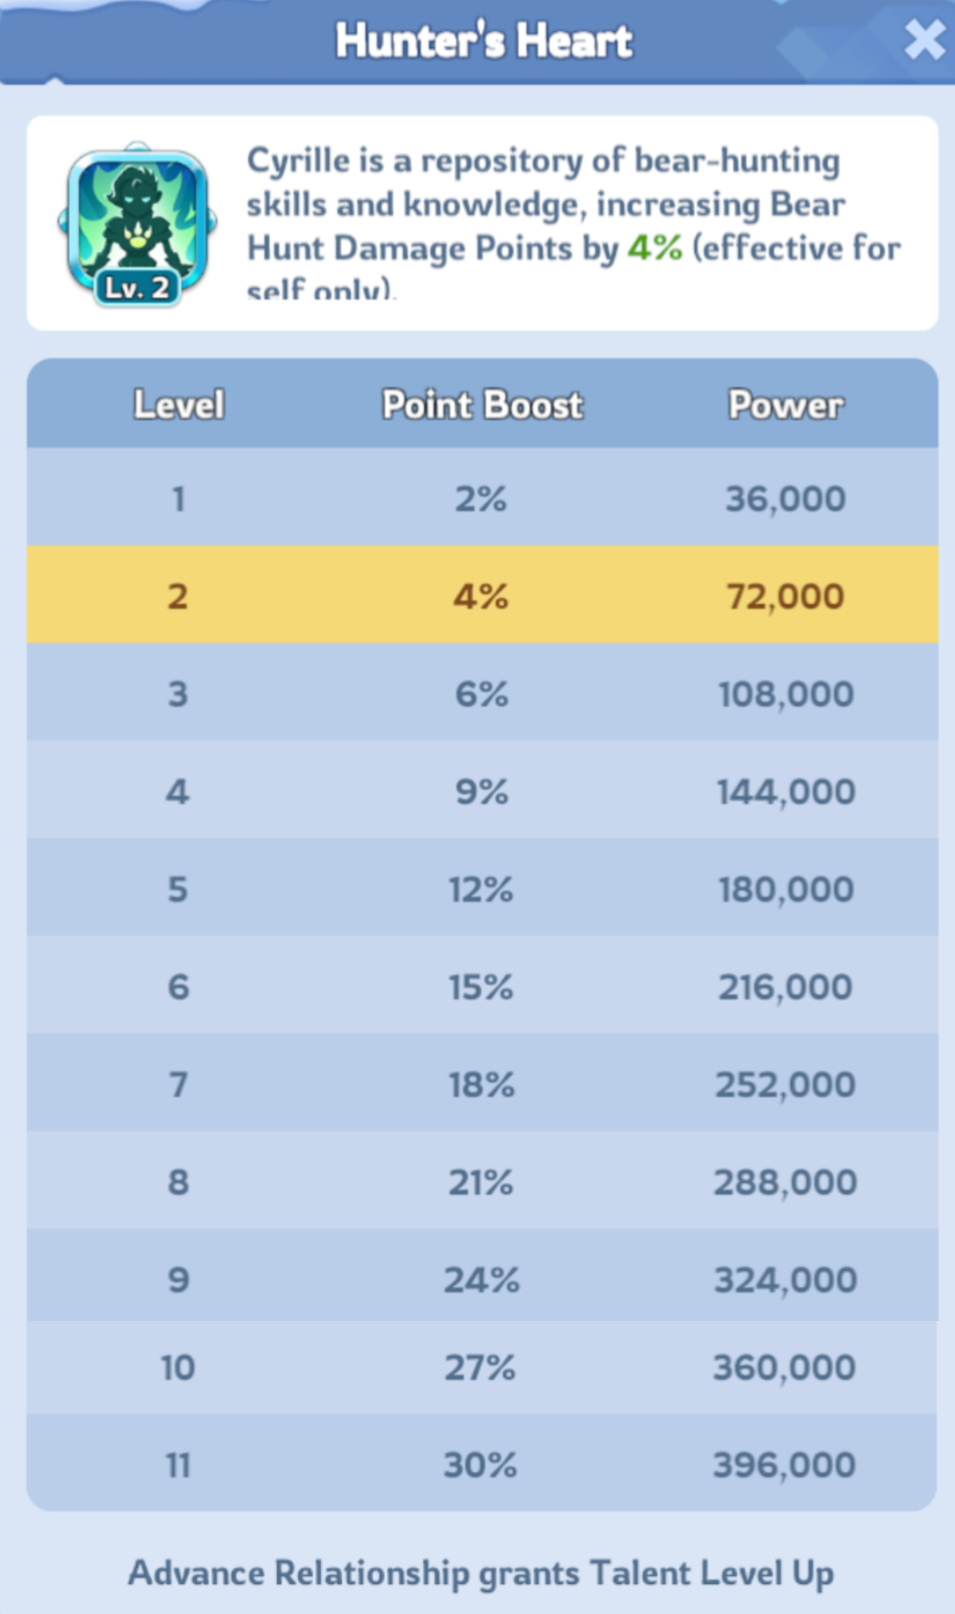 Hunter's Heart
Cyrille is a repository of bear-hunting
skills and knowledge, increasing Bear
Hunt Damage Points by 4% (effective for
self only).
Lv. 2
Level Point Boost Power
1 2% 36,000
2 4% 72,000
3 6% 108,000
4 9% 144,000
5 12% 180,000
6 15% 216,000
7 18% 252,000
8 21% 288,000
9 24% 324,000
10 27% 360,000
11 30% 396,000
Advance Relationship grants Talent Level Up